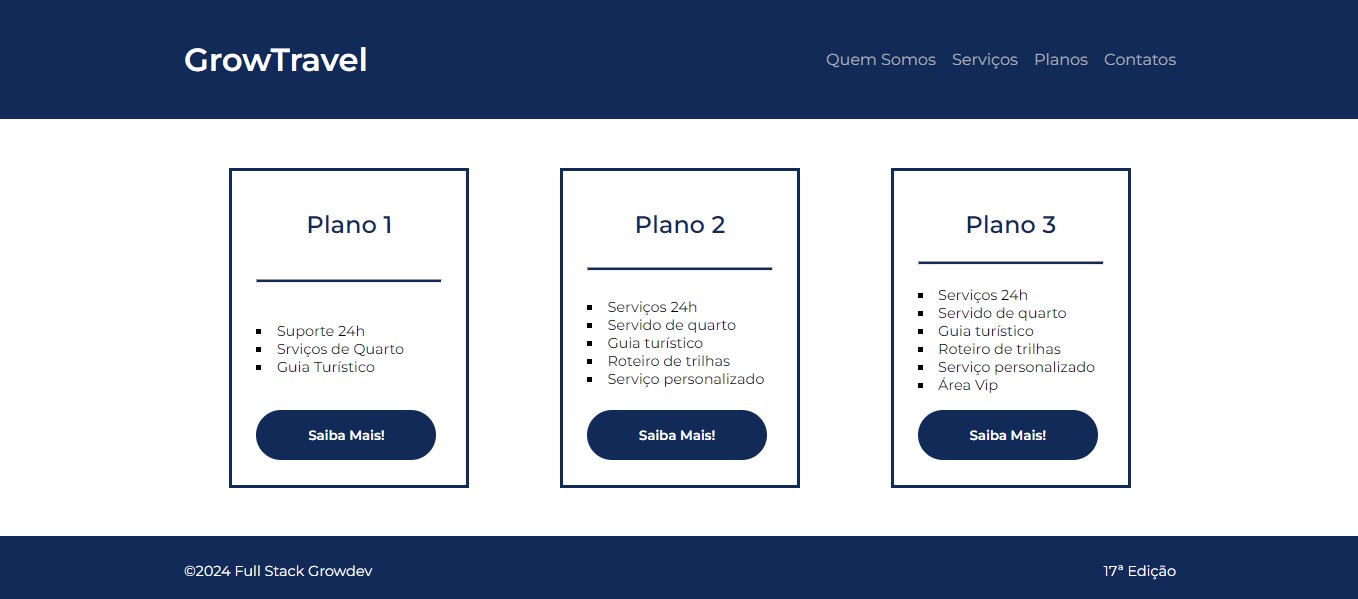 GrowTravel
Quem Somos Serviços Planos Contatos
Plano 1
Suporte 24h
Srviços de Quarto
Guia Turístico
Saiba Mais!
Plano 2
Serviços 24h
Servido de quarto
Guia turístico
Roteiro de trilhas
Serviço personalizado
Saiba Mais!
Plano 3
Serviços 24h
Servido de quarto
Guia turístico
Roteiro de trilhas
Serviço personalizado
Área Vip
Saiba Mais!
©2024 Full Stack Growdev
17ª Edição